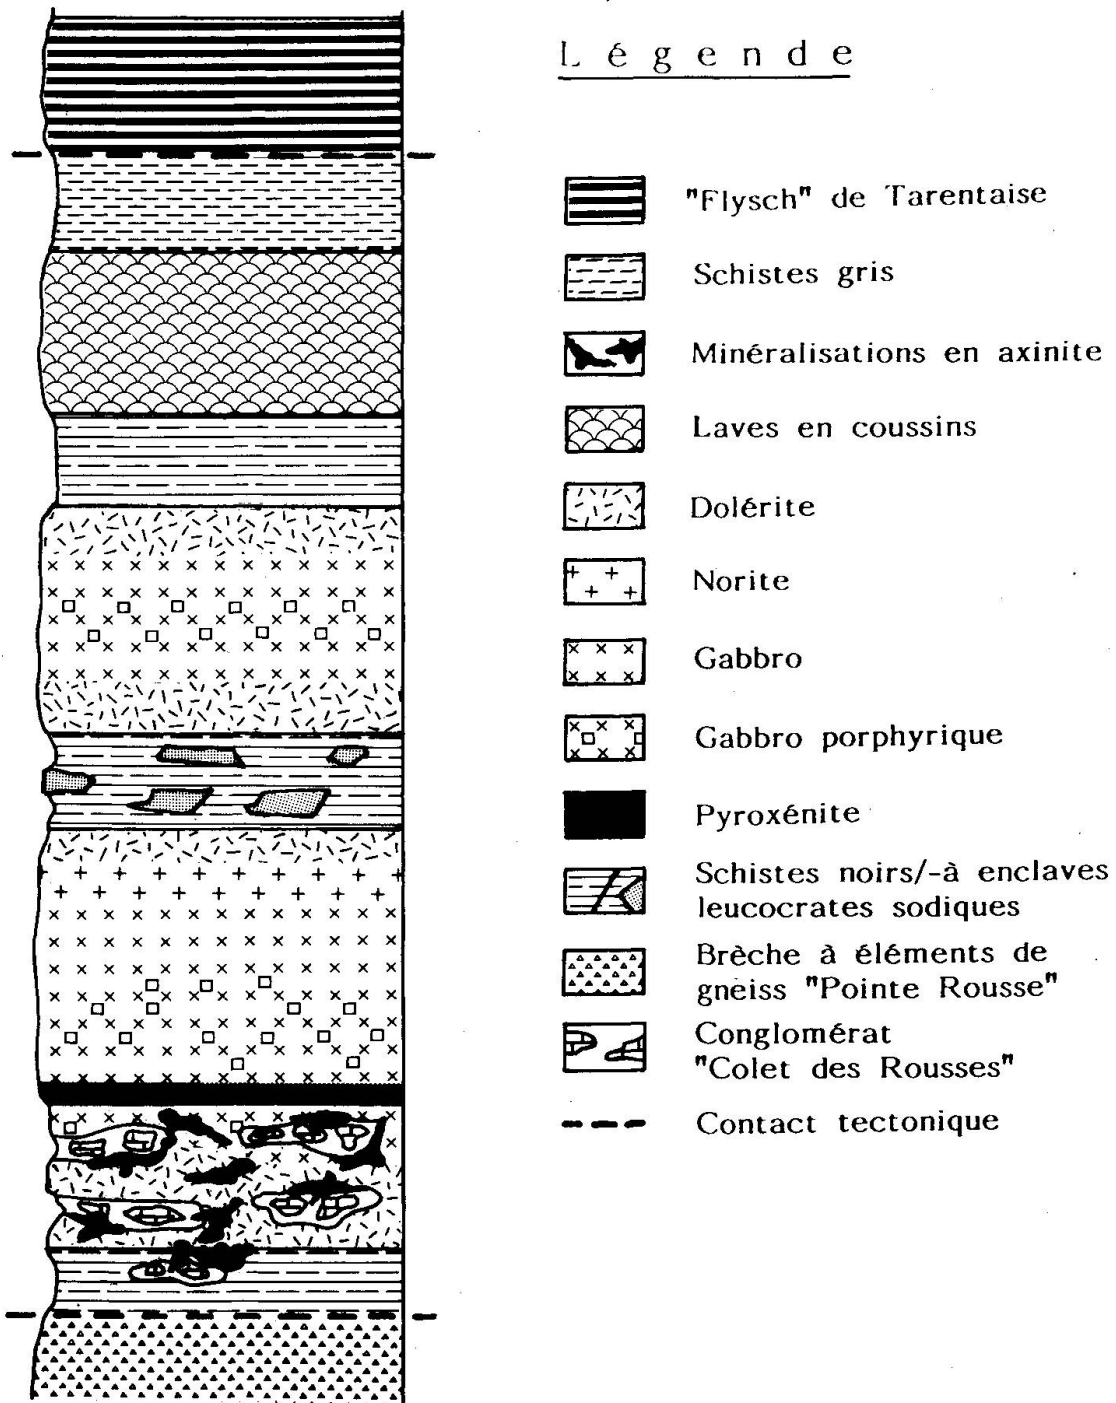 Légende
"Flysch" de Tarentaise
Schistes gris
Minéralisations en axinite
Laves en coussins
Dolérite
Norite
Gabbro
Gabbro porphyrique
Pyroxénite
Schistes noirs/-à enclaves
leucocrates sodiques
Brèche à éléments de
gneiss "Pointe Rousse"
Conglomérat
"Colet des Rousses"
Contact tectonique